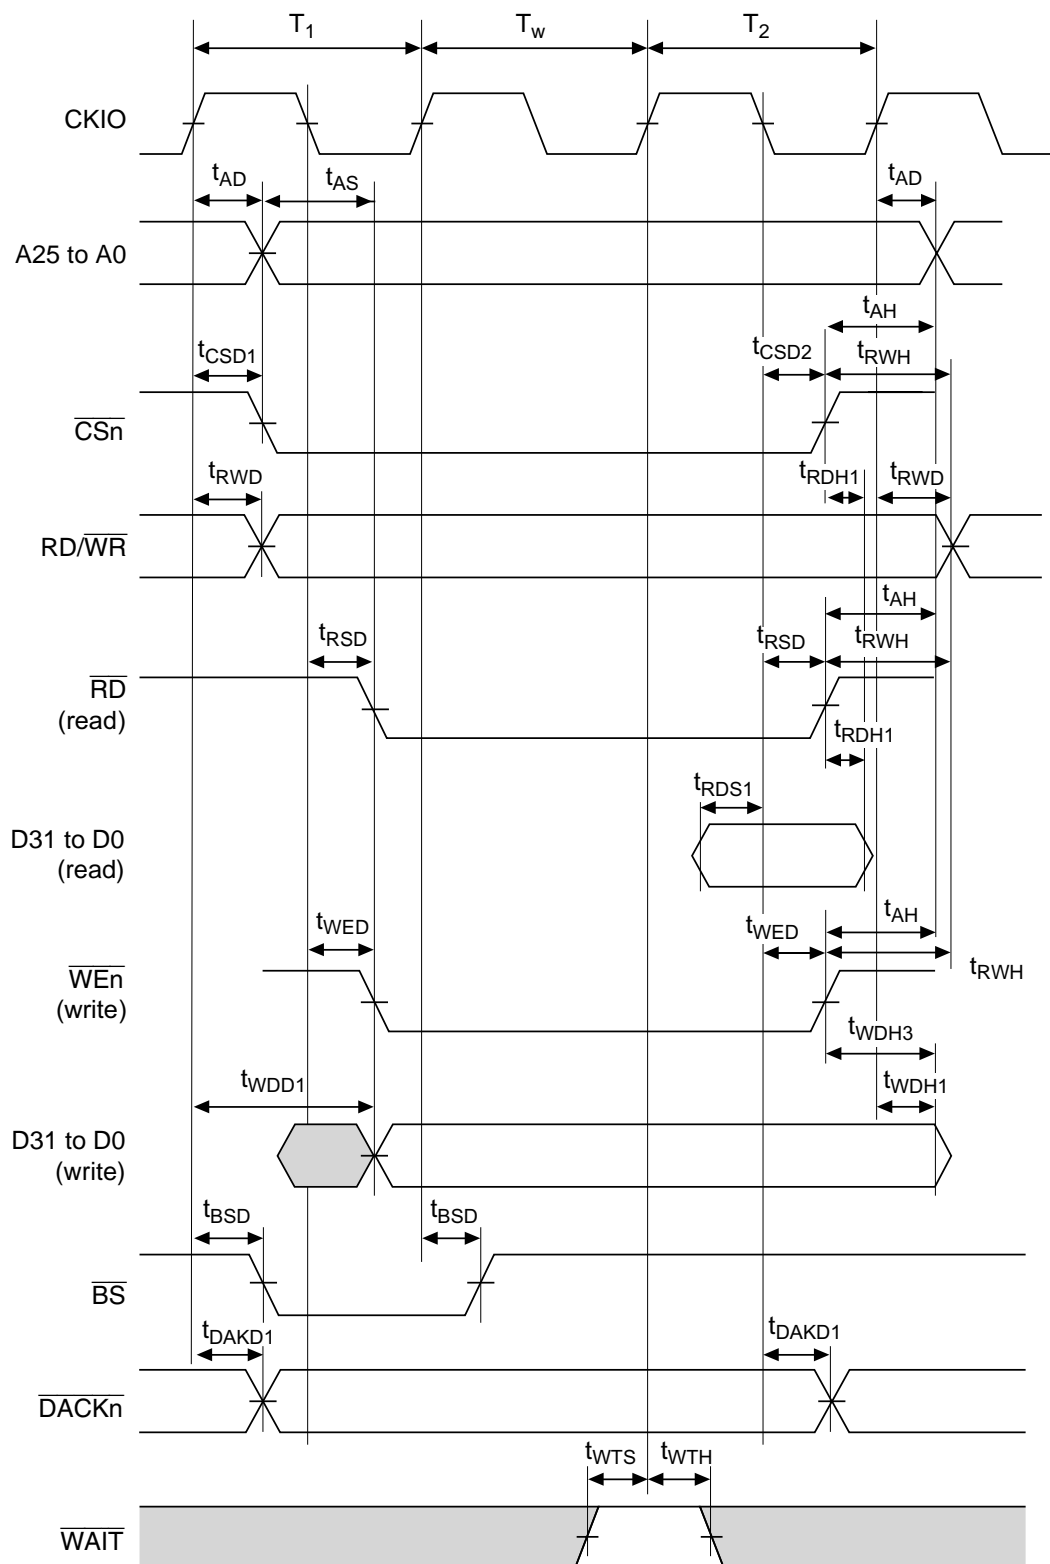 T1 Tw T2
CKIO
tAD tAS tAD
A25 to A0
tAH
tCSD1 tCSD2 tRWH
CSn
tRWD tRDH1 tRWD
RD/WR
tAH
tRSD tRSD tRWH
RD
(read)
tRDH1
tRDS1
D31 to D0
(read)
tAH
tWED tWED
WEn
(write)
tRWH
tWDH3
tWDD1 tWDH1
D31 to D0
(write)
tBSD tBSD
BS
tDAKD1 tDAKD1
DACKn
tWTS tWTH
WAIT